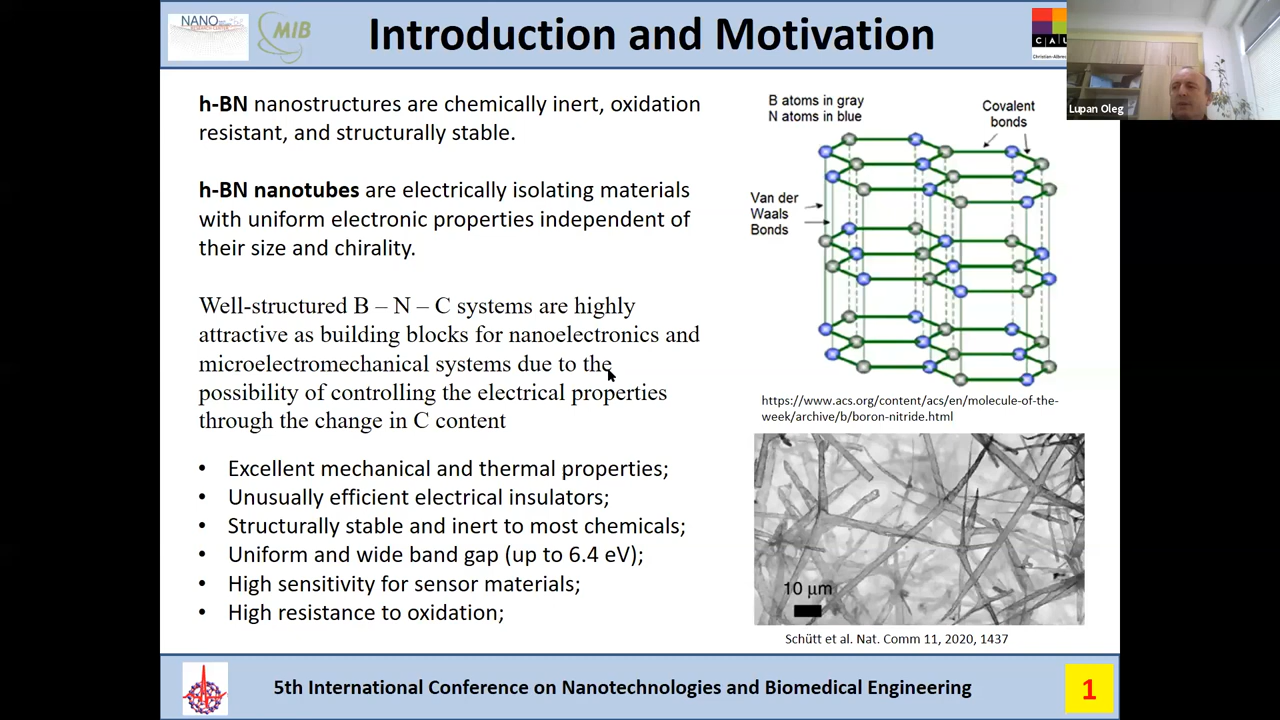 NANO
RESEARCH CENTER
MIB
Introduction and Motivation
CAU
Lupan Oleg
h-BN nanostructures are chemically inert, oxidation
resistant, and structurally stable.
h-BN nanotubes are electrically isolating materials
with uniform electronic properties independent of
their size and chirality.
Well-structured B – N – C systems are highly
attractive as building blocks for nanoelectronics and
microelectromechanical systems due to the
possibility of controlling the electrical properties
through the change in C content
• Excellent mechanical and thermal properties;
• Unusually efficient electrical insulators;
• Structurally stable and inert to most chemicals;
• Uniform and wide band gap (up to 6.4 eV);
• High sensitivity for sensor materials;
• High resistance to oxidation;
B atoms in gray
N atoms in blue
Covalent
bonds
Van der
Waals
Bonds
https://www.acs.org/content/acs/en/molecule-of-the-
week/archive/b/boron-nitride.html
10 µm
Schütt et al. Nat. Comm 11, 2020, 1437
5th International Conference on Nanotechnologies and Biomedical Engineering
1